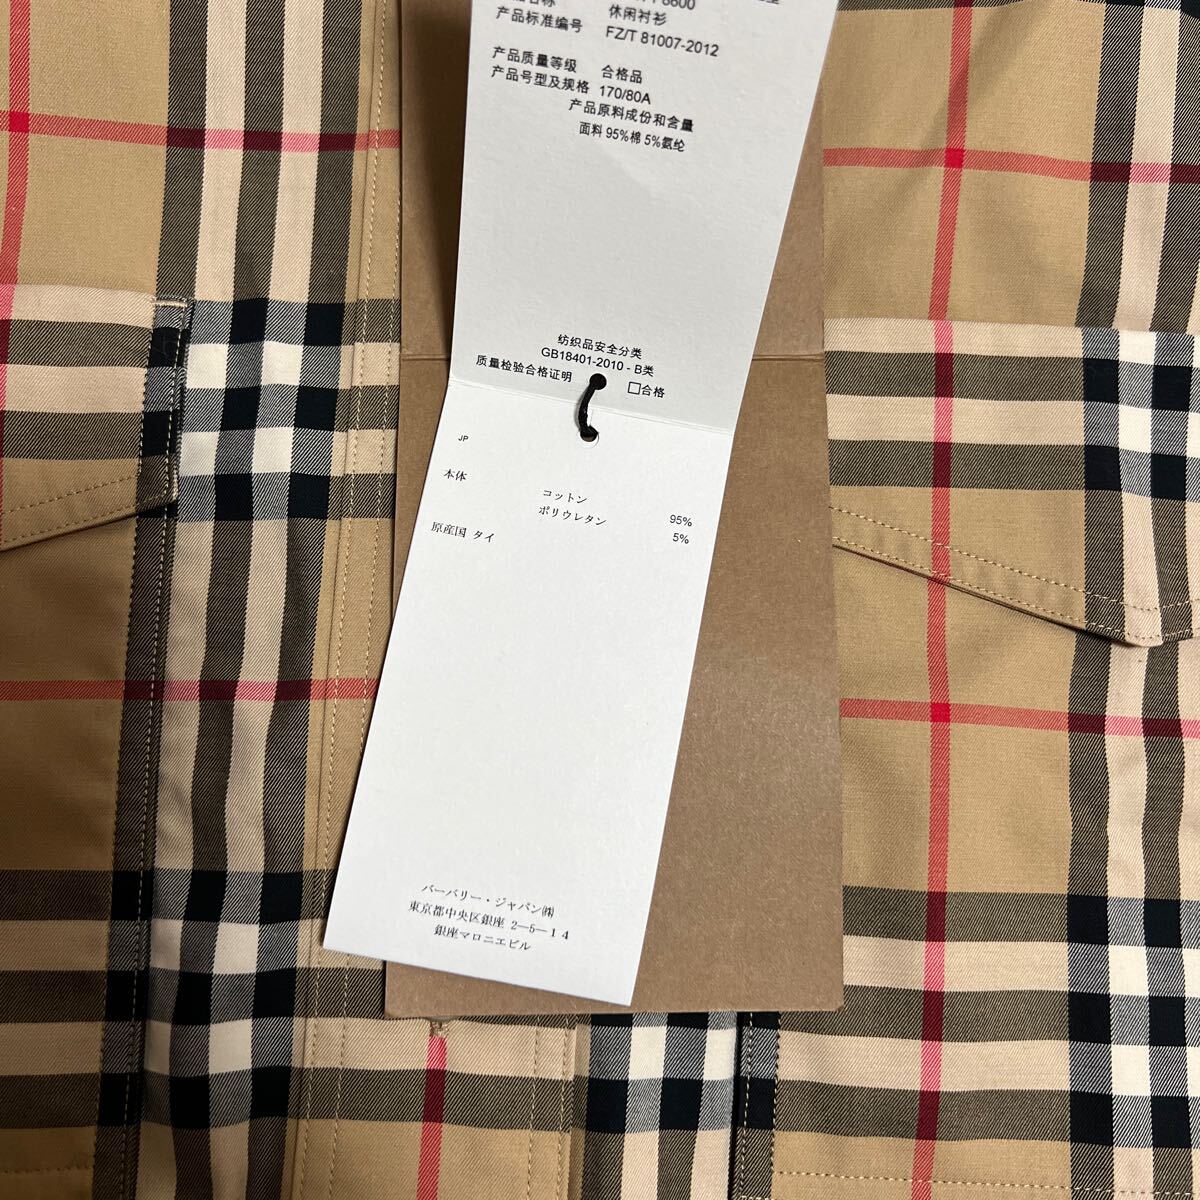 休闲衬衫
产品标准编号 FZ/T 81007-2012
产品质量等级 合格品
产品号型及规格 170/80A
产品原料成份和含量
面料 95%棉 5%氨纶
纺织品安全分类
GB18401-2010 - B类
质量检验合格证明 □合格
JP
本体
コットン 95%
ポリウレタン 5%
原産国 タイ
バーバリー・ジャパン㈱
東京都中央区銀座 2―5―14
銀座マロニエビル